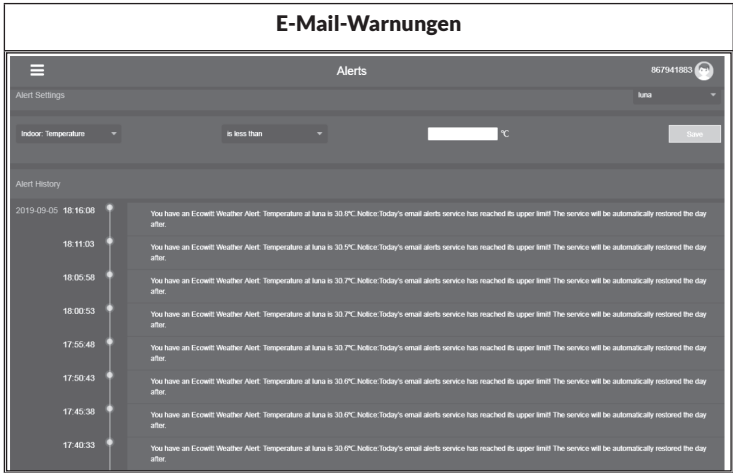 E-Mail-Warnungen
Alerts
867941883
Alert Settings
luna
Indoor: Temperature
is less than
℃
Save
Alert History
2019-09-05 18:16:08
You have an Ecowitt Weather Alert: Temperature at luna is 30.8℃.Notice:Today's email alerts service has reached its upper limit! The service will be automatically restored the day
after.
18:11:03
You have an Ecowitt Weather Alert: Temperature at luna is 30.5℃.Notice:Today's email alerts service has reached its upper limit! The service will be automatically restored the day
after.
18:05:58
You have an Ecowitt Weather Alert: Temperature at luna is 30.7℃.Notice:Today's email alerts service has reached its upper limit! The service will be automatically restored the day
after.
18:00:53
You have an Ecowitt Weather Alert: Temperature at luna is 30.7℃.Notice:Today's email alerts service has reached its upper limit! The service will be automatically restored the day
after.
17:55:48
You have an Ecowitt Weather Alert: Temperature at luna is 30.7℃.Notice:Today's email alerts service has reached its upper limit! The service will be automatically restored the day
after.
17:50:43
You have an Ecowitt Weather Alert: Temperature at luna is 30.6℃.Notice:Today's email alerts service has reached its upper limit! The service will be automatically restored the day
after.
17:45:38
You have an Ecowitt Weather Alert: Temperature at luna is 30.6℃.Notice:Today's email alerts service has reached its upper limit! The service will be automatically restored the day
after.
17:40:33
You have an Ecowitt Weather Alert: Temperature at luna is 30.6℃.Notice:Today's email alerts service has reached its upper limit! The service will be automatically restored the day
after.